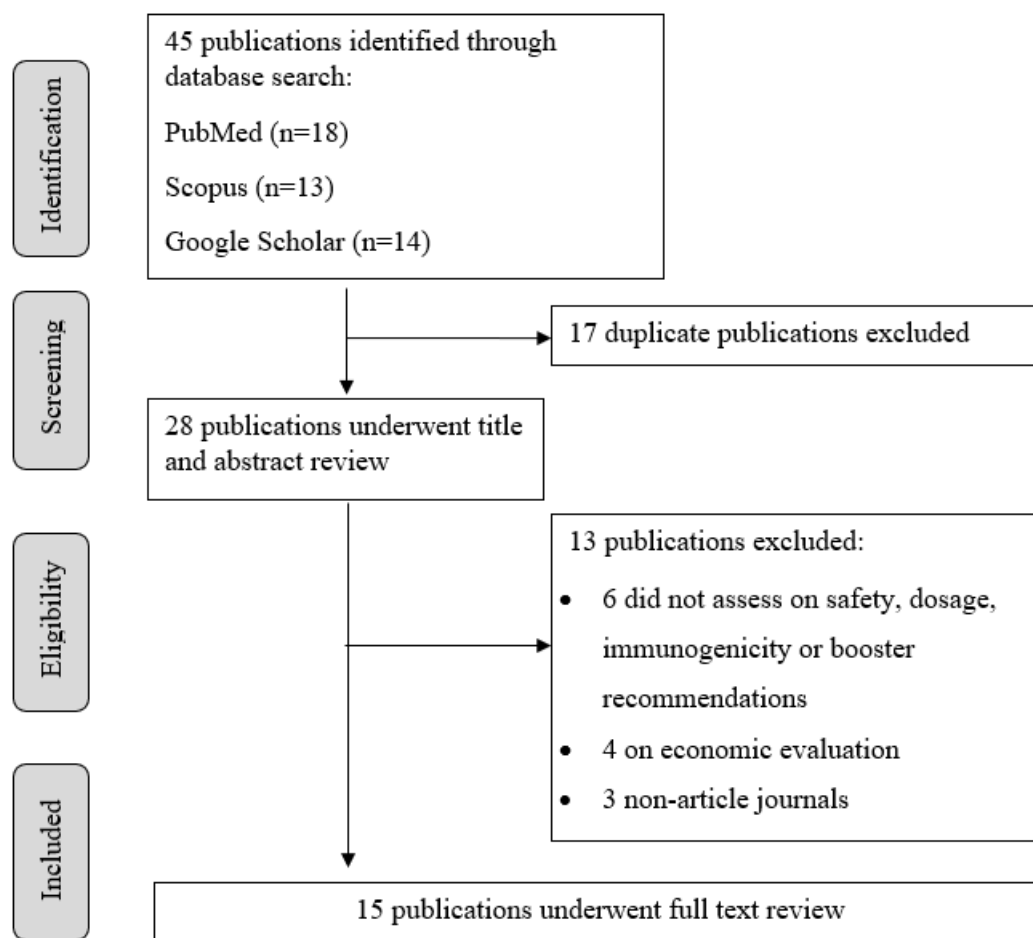 45 publications identified through
database search:
PubMed (n=18)
Scopus (n=13)
Google Scholar (n=14)
Identification
17 duplicate publications excluded
Screening
28 publications underwent title
and abstract review
13 publications excluded:
• 6 did not assess on safety, dosage,
immunogenicity or booster
recommendations
• 4 on economic evaluation
• 3 non-article journals
Eligibility
Included
15 publications underwent full text review